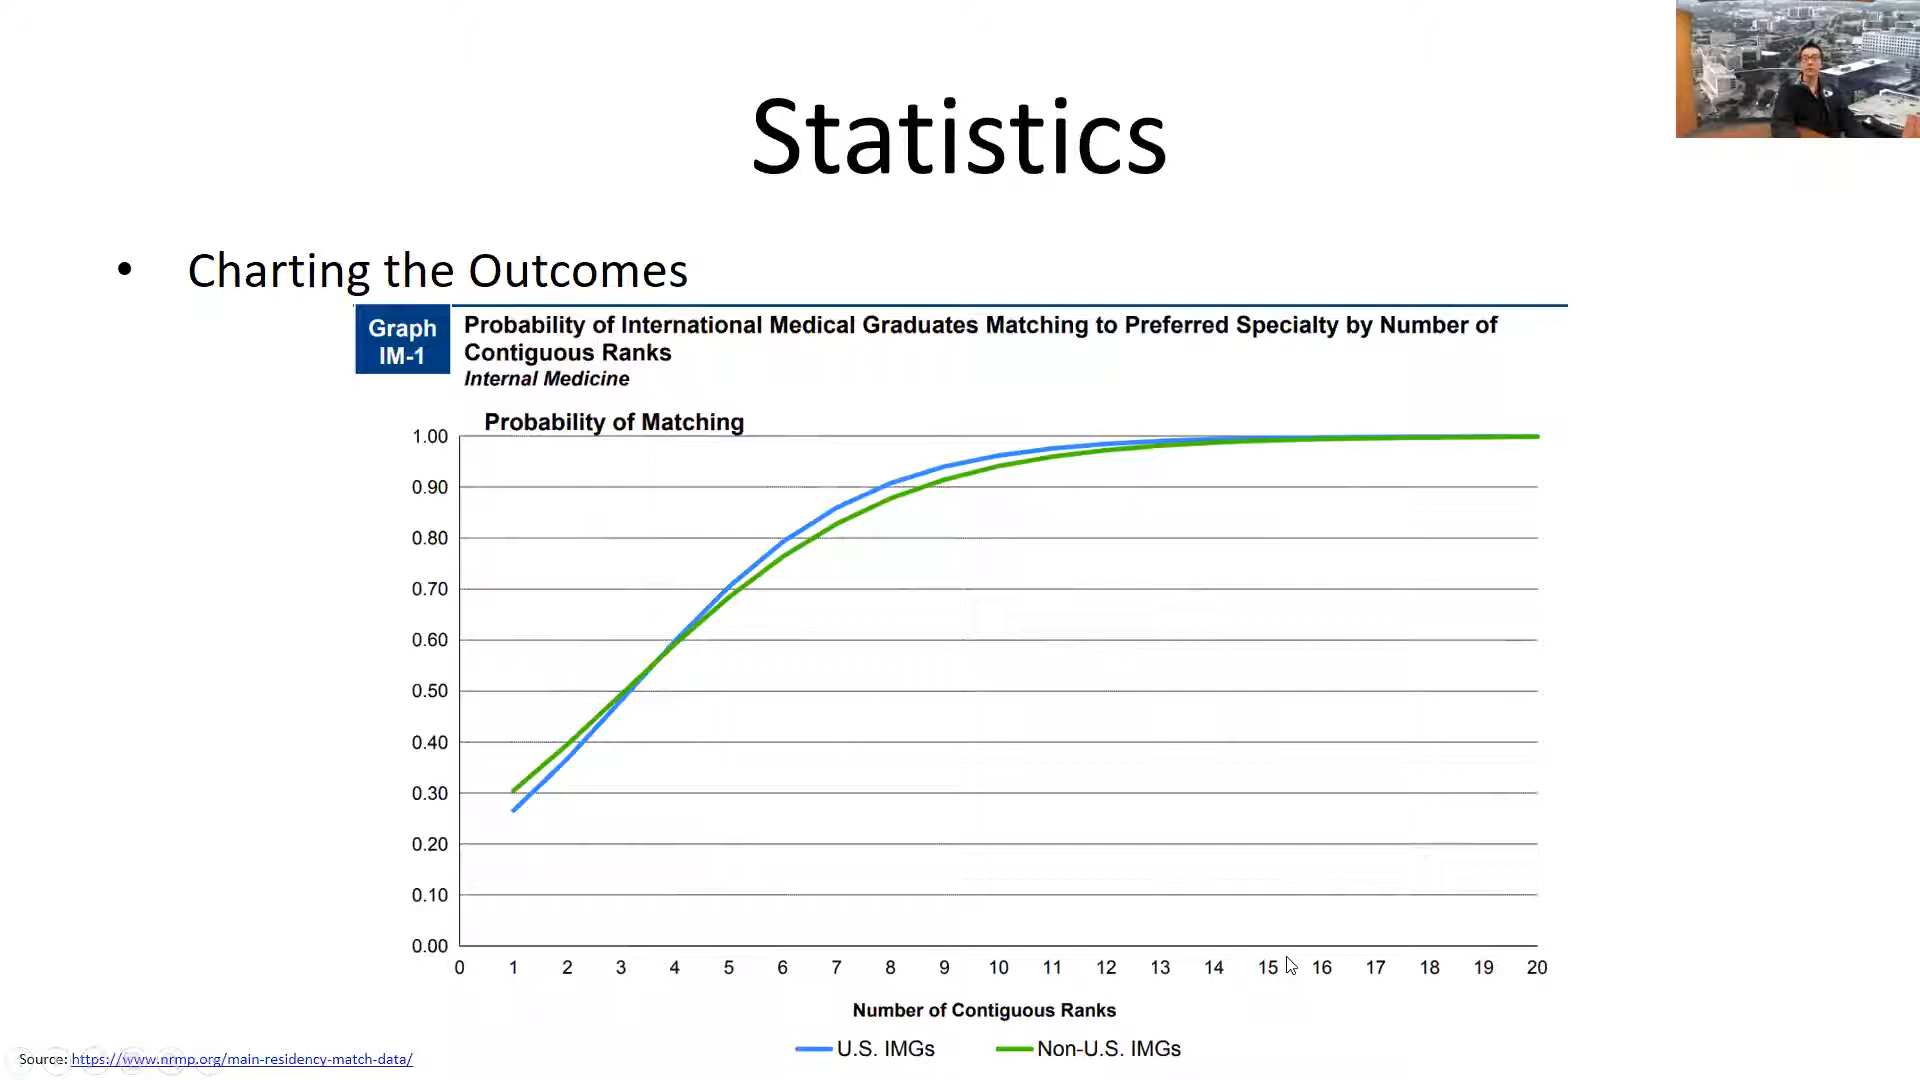 Statistics
• Charting the Outcomes
Graph
IM-1
Probability of International Medical Graduates Matching to Preferred Specialty by Number of
Contiguous Ranks
Internal Medicine
Probability of Matching
1.00
0.90
0.80
0.70
0.60
0.50
0.40
0.30
0.20
0.10
0.00
0 1 2 3 4 5 6 7 8 9 10 11 12 13 14 15 16 17 18 19 20
Number of Contiguous Ranks
U.S. IMGs Non-U.S. IMGs
Source: https://www.nrmp.org/main-residency-match-data/